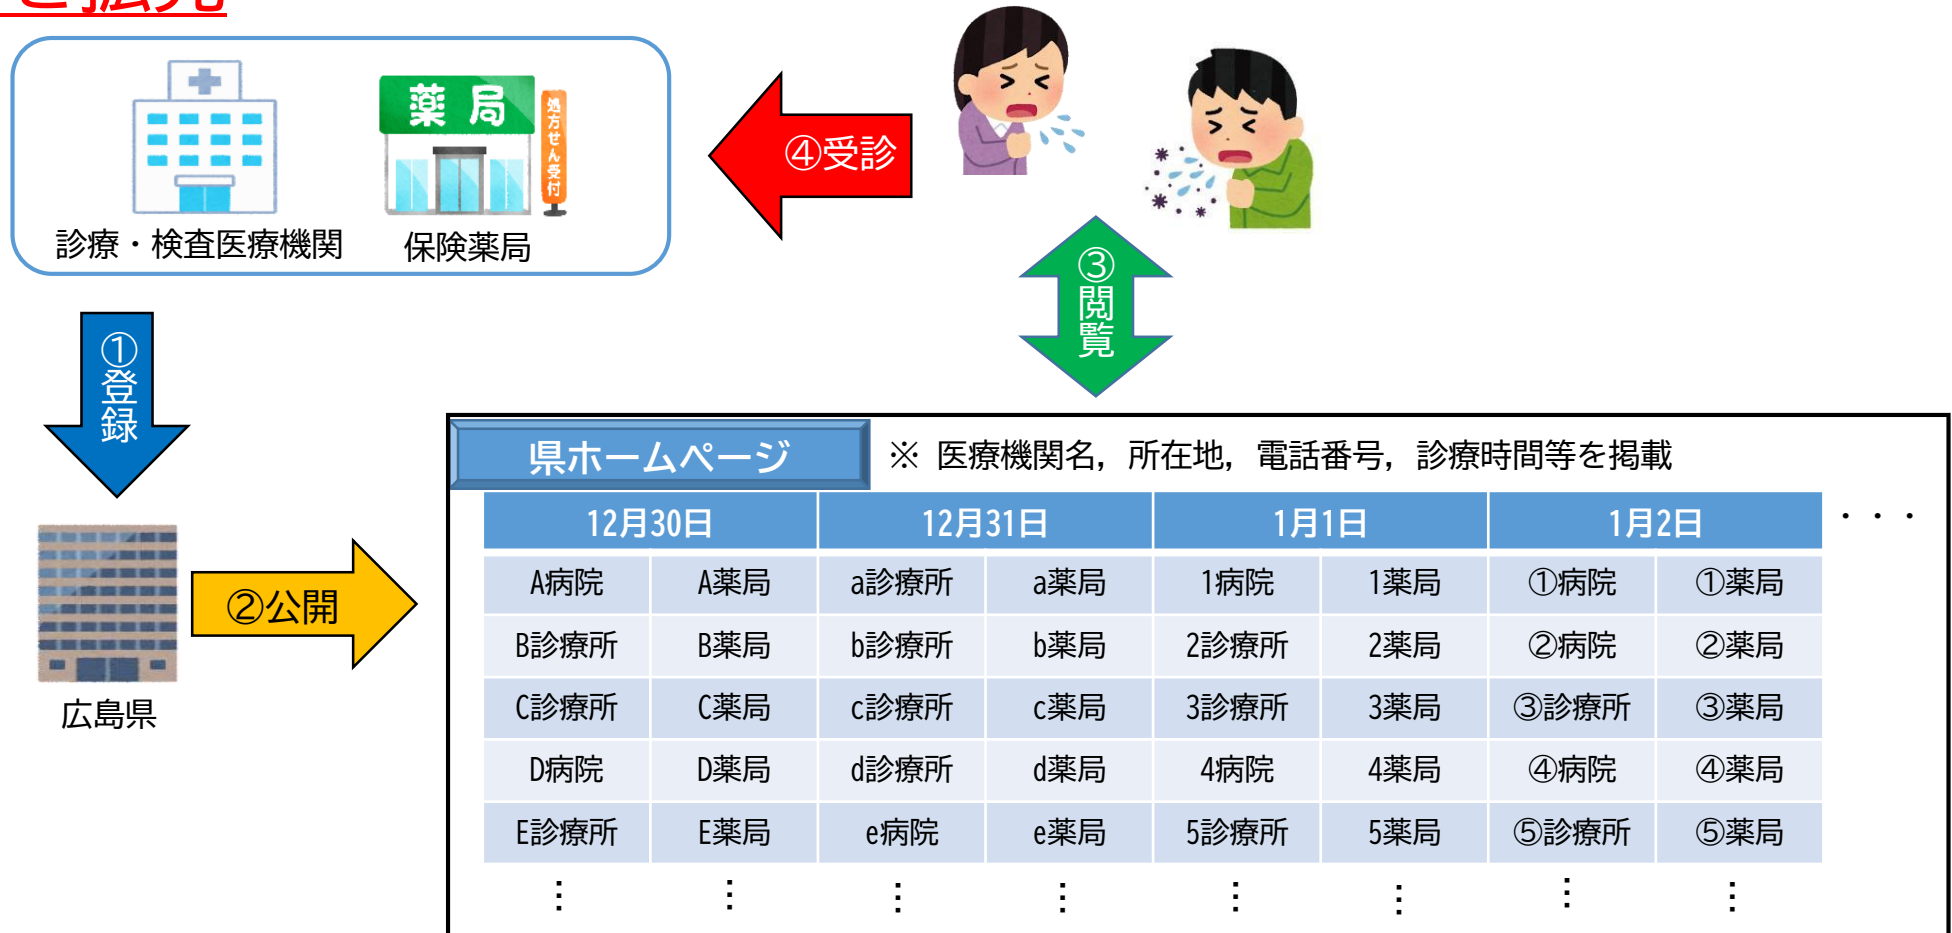 薬局
処方せん受付
診療・検査医療機関
保険薬局
④受診
③閲覧
①登録
広島県
②公開
県ホームページ
※ 医療機関名，所在地，電話番号，診療時間等を掲載
12月30日 12月31日 1月1日 1月2日 ・・・
A病院 A薬局 a診療所 a薬局 1病院 1薬局 ①病院 ①薬局
B診療所 B薬局 b診療所 b薬局 2診療所 2薬局 ②病院 ②薬局
C診療所 C薬局 c診療所 c薬局 3診療所 3薬局 ③診療所 ③薬局
D病院 D薬局 d診療所 d薬局 4病院 4薬局 ④病院 ④薬局
E診療所 E薬局 e病院 e薬局 5診療所 5薬局 ⑤診療所 ⑤薬局
⋮ ⋮ ⋮ ⋮ ⋮ ⋮ ⋮ ⋮